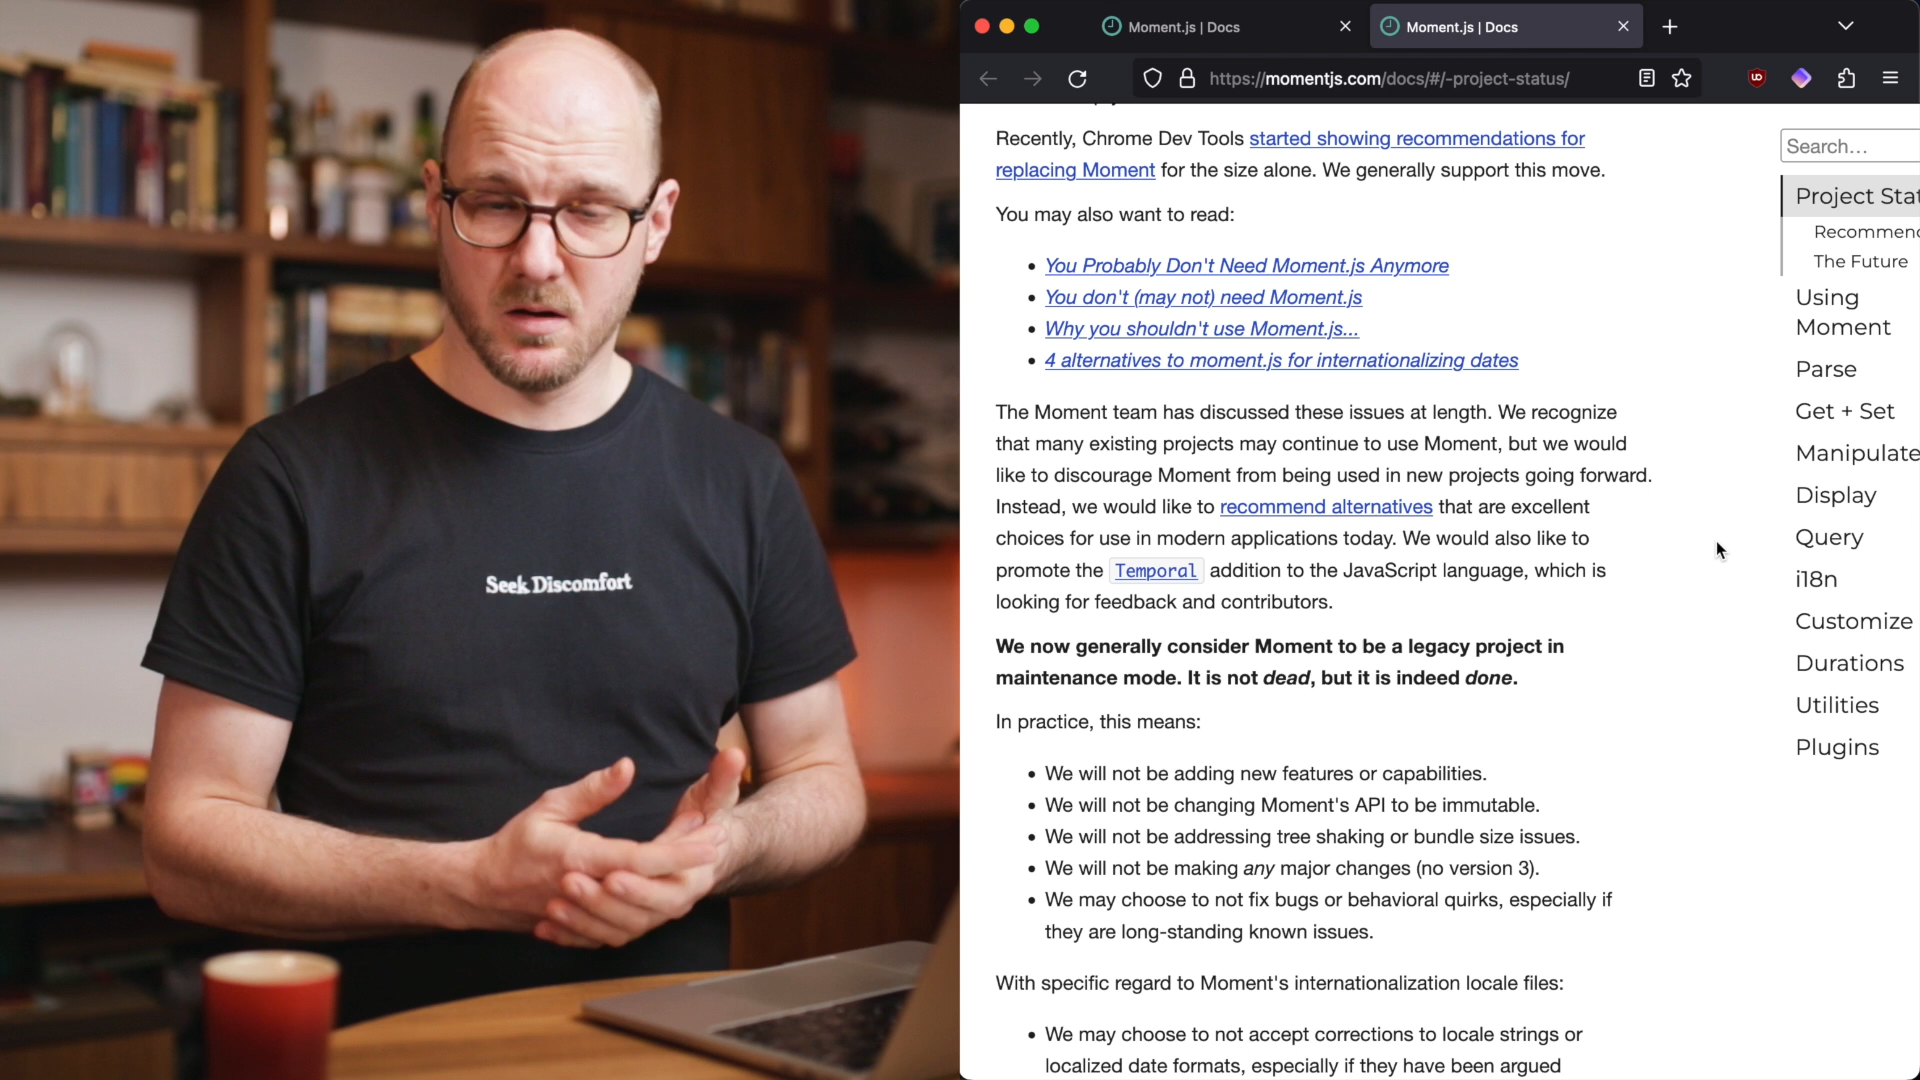 Seek Discomfort
Moment.js | Docs
Moment.js | Docs
https://momentjs.com/docs/#/-project-status/
Recently, Chrome Dev Tools started showing recommendations for
replacing Moment for the size alone. We generally support this move.
You may also want to read:
You Probably Don't Need Moment.js Anymore
You don't (may not) need Moment.js
Why you shouldn't use Moment.js...
4 alternatives to moment.js for internationalizing dates
The Moment team has discussed these issues at length. We recognize
that many existing projects may continue to use Moment, but we would
like to discourage Moment from being used in new projects going forward.
Instead, we would like to recommend alternatives that are excellent
choices for use in modern applications today. We would also like to
promote the Temporal addition to the JavaScript language, which is
looking for feedback and contributors.
We now generally consider Moment to be a legacy project in
maintenance mode. It is not dead, but it is indeed done.
In practice, this means:
We will not be adding new features or capabilities.
We will not be changing Moment's API to be immutable.
We will not be addressing tree shaking or bundle size issues.
We will not be making any major changes (no version 3).
We may choose to not fix bugs or behavioral quirks, especially if
they are long-standing known issues.
With specific regard to Moment's internationalization locale files:
We may choose to not accept corrections to locale strings or
localized date formats, especially if they have been argued
Search...
Project Stat
Recommend
The Future
Using
Moment
Parse
Get + Set
Manipulate
Display
Query
i18n
Customize
Durations
Utilities
Plugins